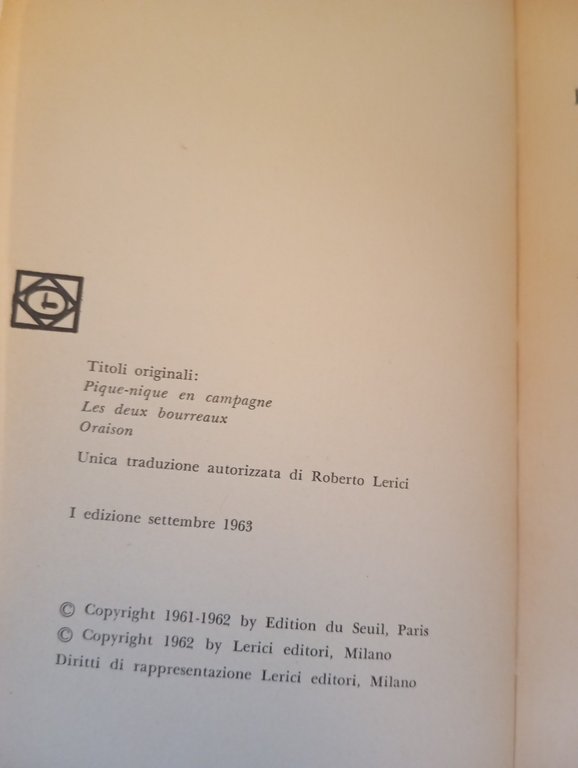 Titoli originali:
Pique-nique en campagne
Les deux bourreaux
Oraison
Unica traduzione autorizzata di Roberto Lerici
I edizione settembre 1963
© Copyright 1961-1962 by Edition du Seuil, Paris
© Copyright 1962 by Lerici editori, Milano
Diritti di rappresentazione Lerici editori, Milano